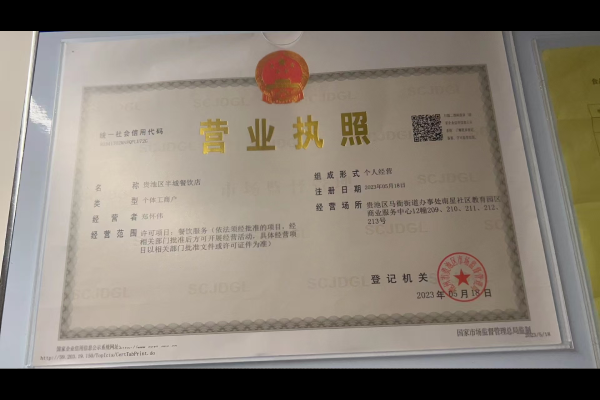 统一社会信用代码
营业执照
名 称 贵池区丰城餐饮店
类 型 个体工商户
经 营 者
经 营 范 围 许可项目：餐饮服务（依法须经批准的项目，经
相关部门批准后方可开展经营活动，具体经营项
目以相关部门批准文件或许可证件为准）
组 成 形 式 个人经营
注 册 日 期 2023年05月18日
经 营 场 所 贵池区马衙街道办事处南星社区教育园区
商业服务中心12幢209、210、211、212、
213号
登 记 机 关
2023 年 05 月 18 日
国家市场监督管理总局监制
SCJDGL